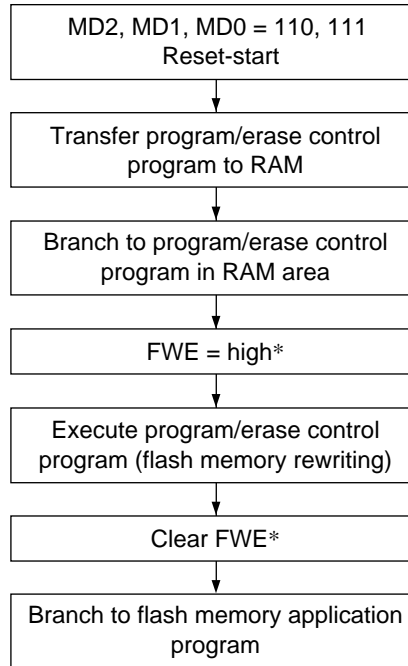 MD2, MD1, MD0 = 110, 111
Reset-start
Transfer program/erase control
program to RAM
Branch to program/erase control
program in RAM area
FWE = high*
Execute program/erase control
program (flash memory rewriting)
Clear FWE*
Branch to flash memory application
program